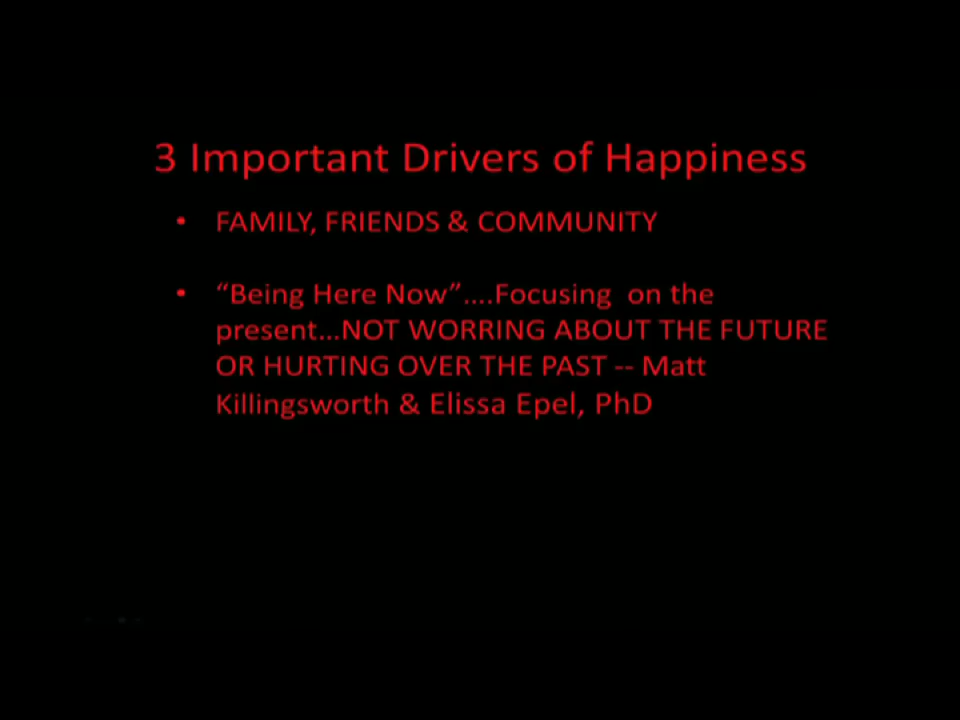 3 Important Drivers of Happiness
• FAMILY, FRIENDS & COMMUNITY
• “Being Here Now”....Focusing on the
present...NOT WORRING ABOUT THE FUTURE
OR HURTING OVER THE PAST -- Matt
Killingsworth & Elissa Epel, PhD